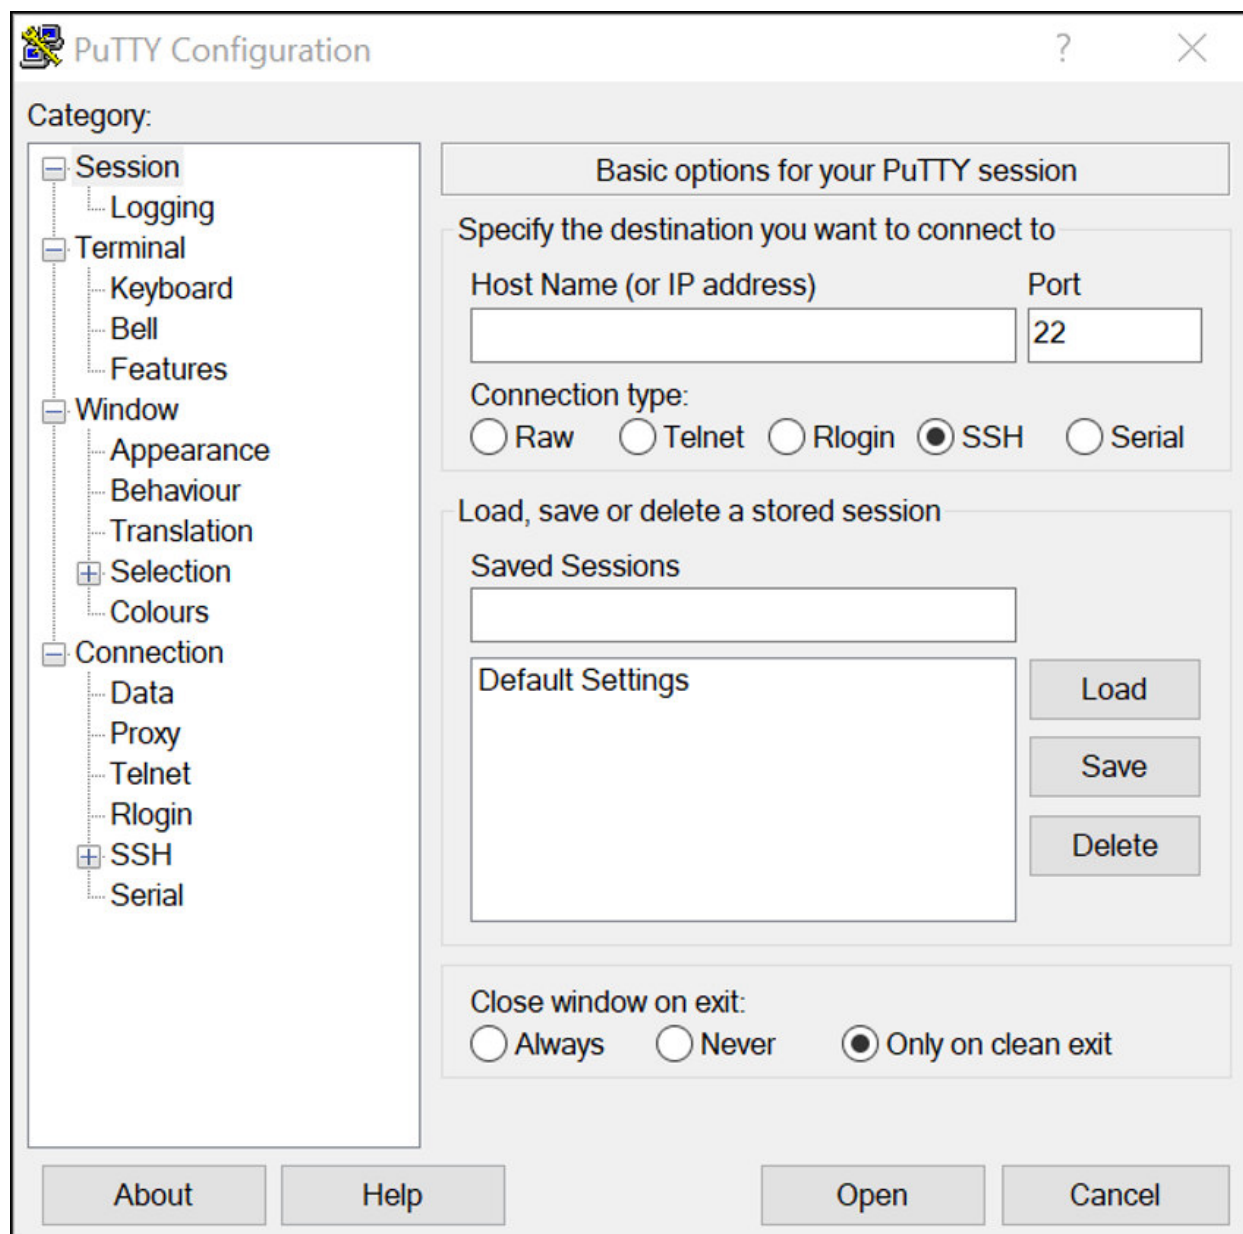 PuTTY Configuration
?
Category:
Session
Logging
Terminal
Keyboard
Bell
Features
Window
Appearance
Behaviour
Translation
Selection
Colours
Connection
Data
Proxy
Telnet
Rlogin
SSH
Serial
Basic options for your PuTTY session
Specify the destination you want to connect to
Host Name (or IP address) Port
22
Connection type:
Raw Telnet Rlogin SSH Serial
Load, save or delete a stored session
Saved Sessions
Default Settings
Load
Save
Delete
Close window on exit:
Always Never Only on clean exit
About Help Open Cancel